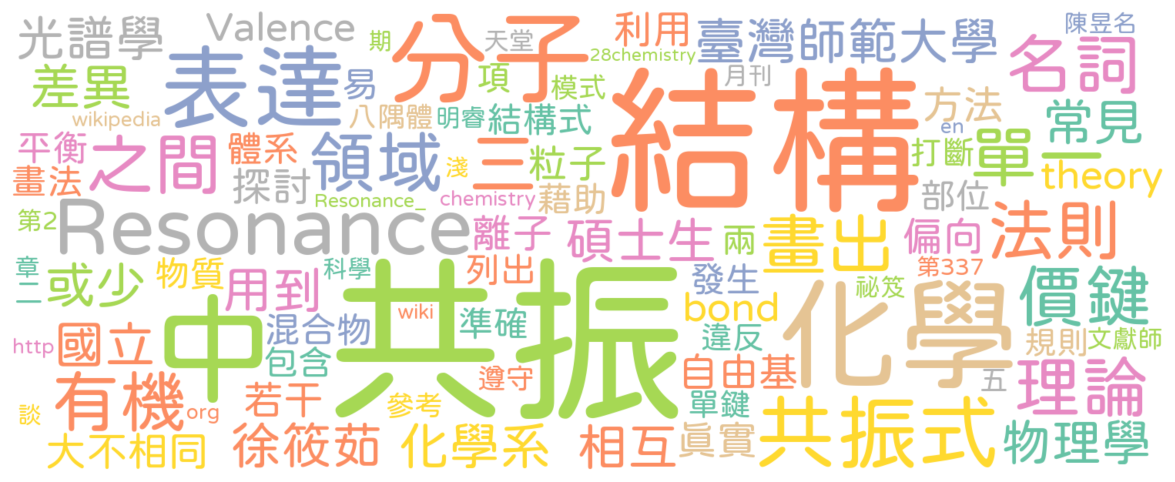 光譜學
Valence
期
分子
天堂
28chemistry
利用
臺灣師範大學
陳昱名
名詞
差異
表達
易
項
模式
月刊
方法
常見
wikipedia
八隅體
明睿
結構式
結構
en
平衡
之間
體系
領域
三
粒子
打斷
單一
畫法
探討
淺
藉助
部位
theory
第2
Resonance
Resonance_
chemistry
離子
碩士生
兩
畫出
偏向
法則
章
二
或少
物質
用到
科學
列出
發生
祕笈
第337
價鍵
中
共振
化學
混合物
wiki
準確
bond
違反
規則
文獻師
http
國立
包含
遵守
自由基
五
有機
org
若干
參考
單鍵
共振式
理論
談
大不相同
徐筱茹
化學系
相互
眞實
物理學